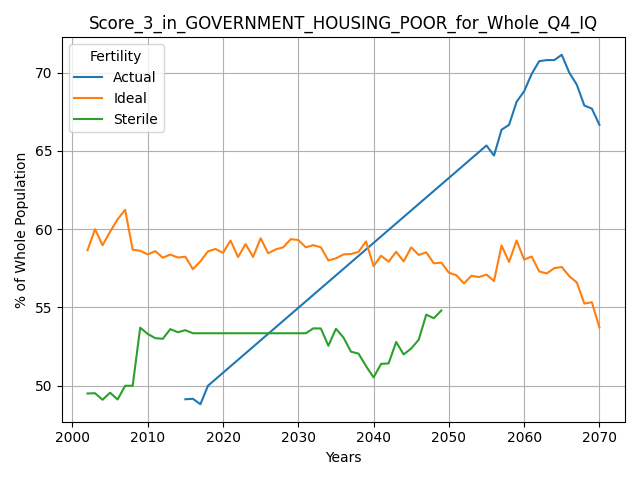 Score_3_in_GOVERNMENT_HOUSING_POOR_for_Whole_Q4_IQ
Fertility
Actual
Ideal
Sterile
% of Whole Population
70
65
60
55
50
2000 2010 2020 2030 2040 2050 2060 2070
Years